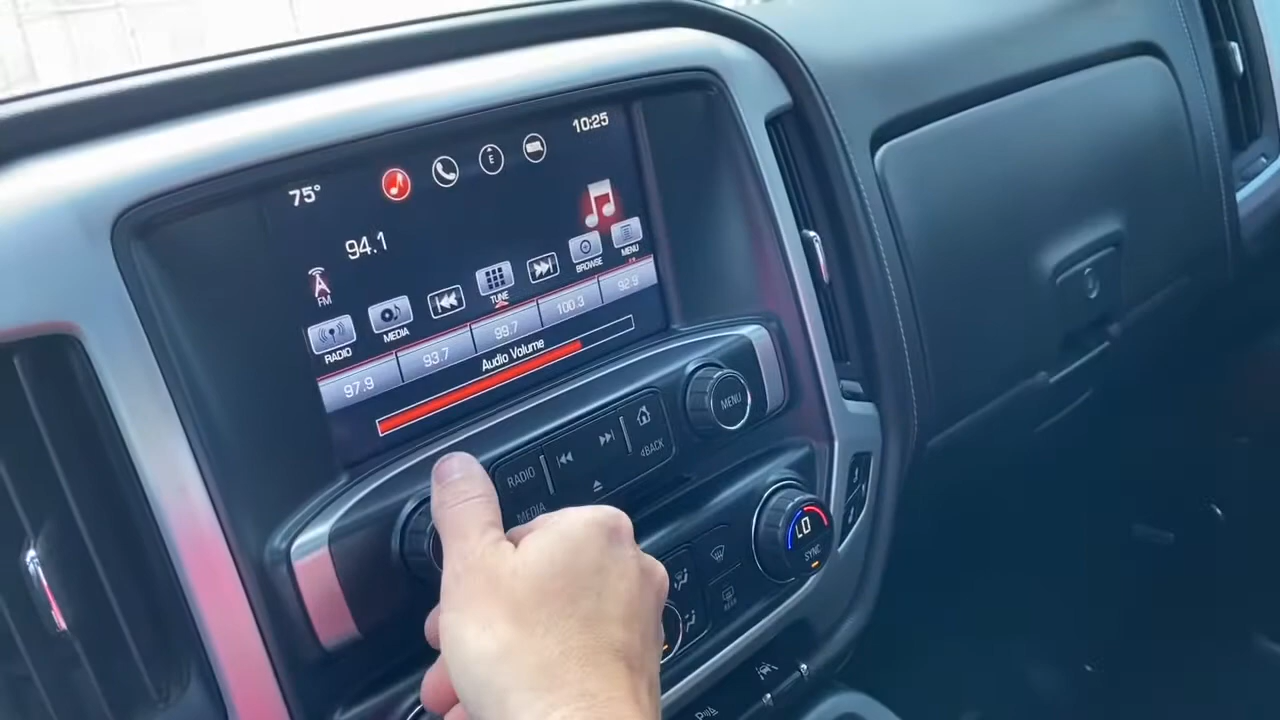 10:25
75°
E
94.1
FM
RADIO
MEDIA
TUNE
BROWSE
MENU
97.9
93.7
99.7
100.3
92.9
Audio Volume
MENU
RADIO
BACK
MEDIA
LO
SYNC
REAR